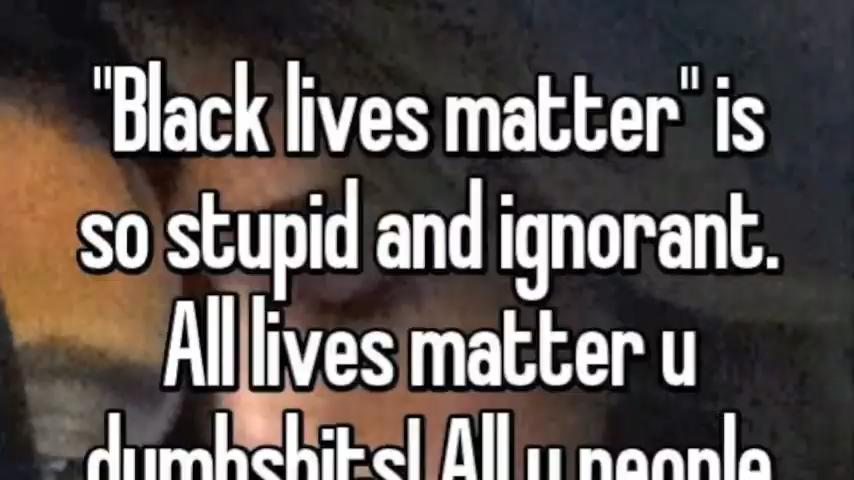 "Black lives matter" is
so stupid and ignorant.
All lives matter u
dumbshits! All u people